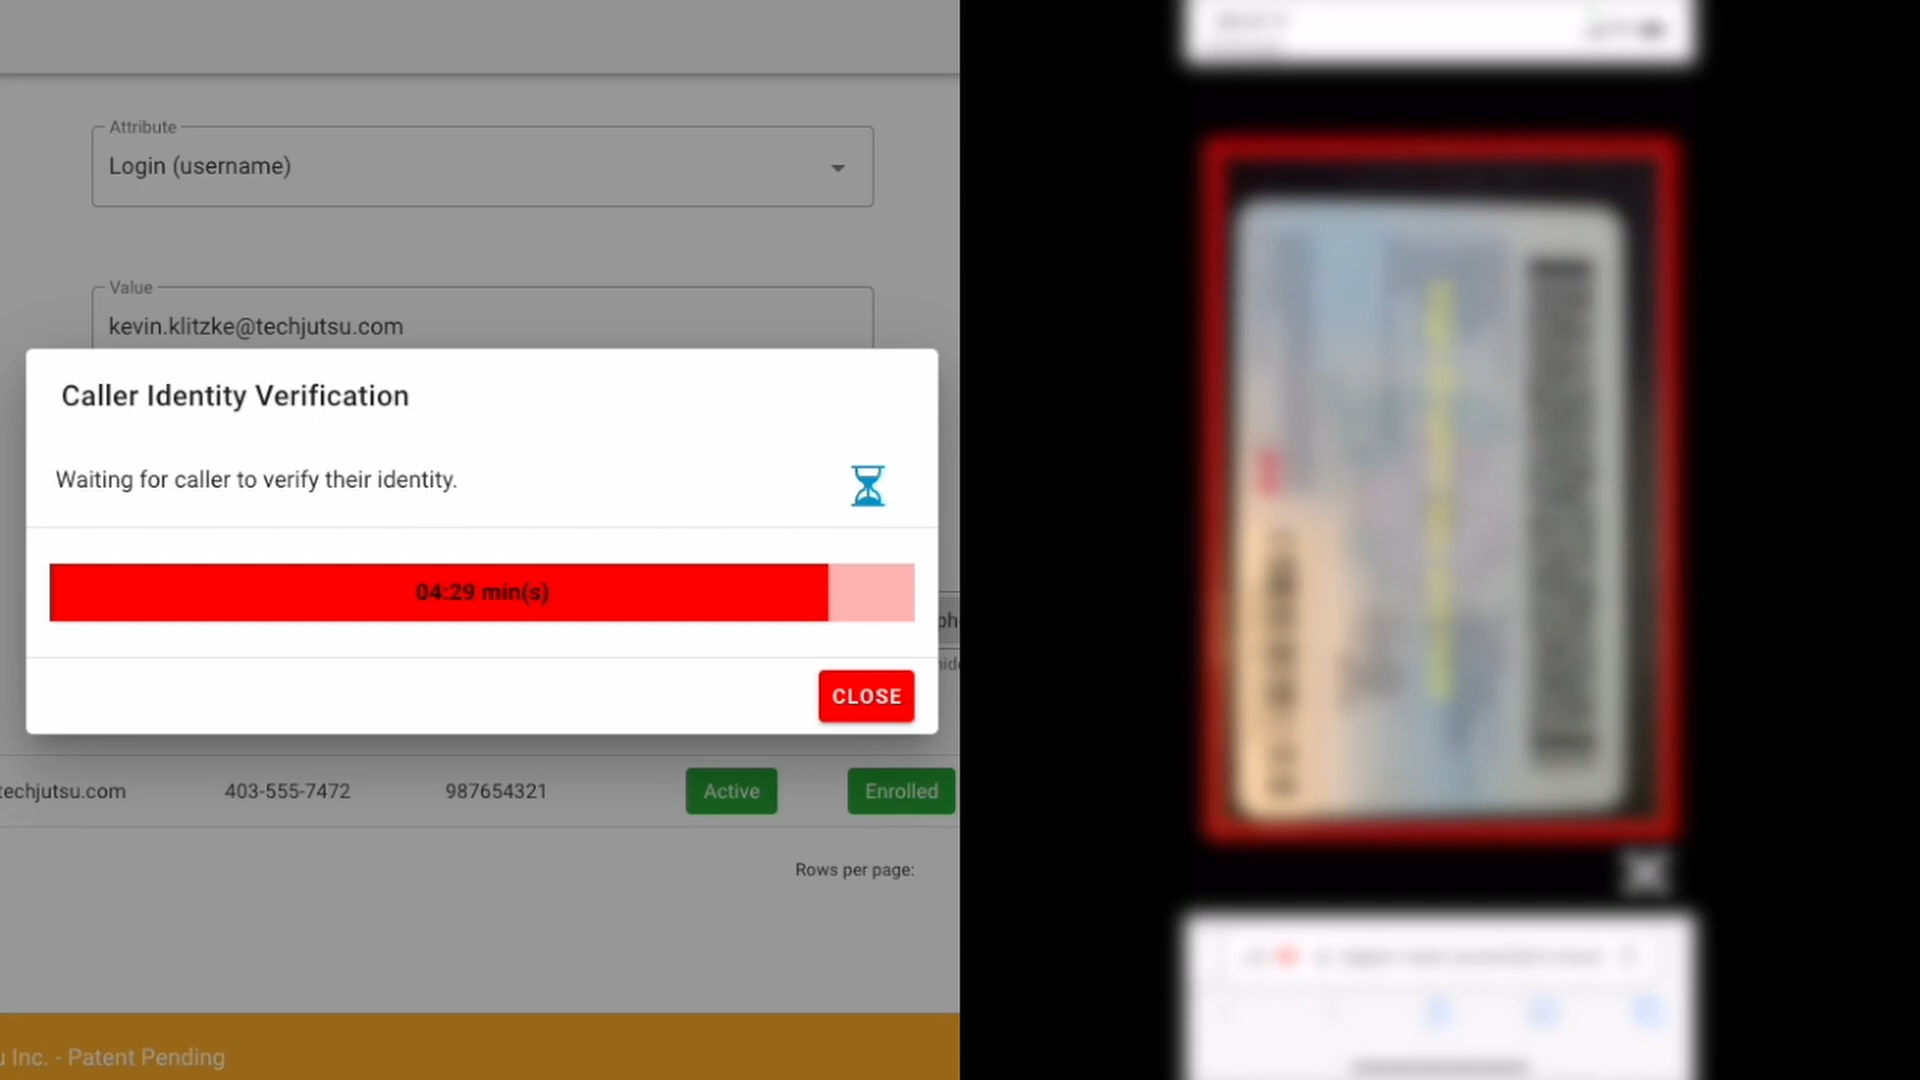 Attribute
Login (username)
Value
kevin.klitzke@techjutsu.com
Caller Identity Verification
Waiting for caller to verify their identity.
04:29 min(s)
CLOSE
techjutsu.com 403-555-7472 987654321 Active Enrolled
Rows per page:
Inc. - Patent Pending